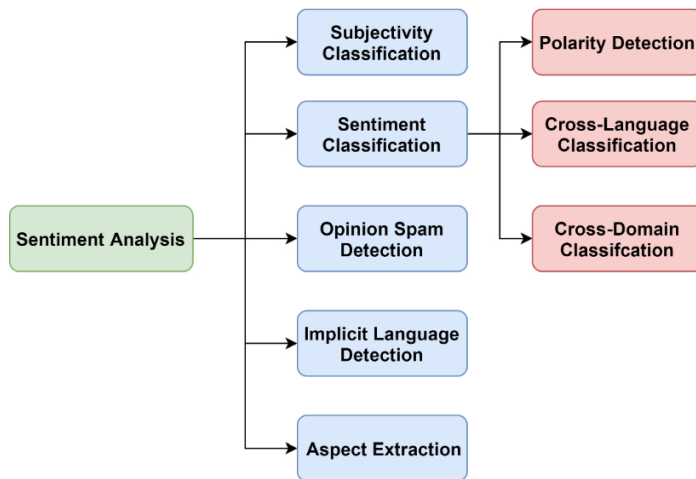 Subjectivity
Classification
Polarity Detection
Sentiment
Classification
Cross-Language
Classification
Sentiment Analysis
Opinion Spam
Detection
Cross-Domain
Classifcation
Implicit Language
Detection
Aspect Extraction